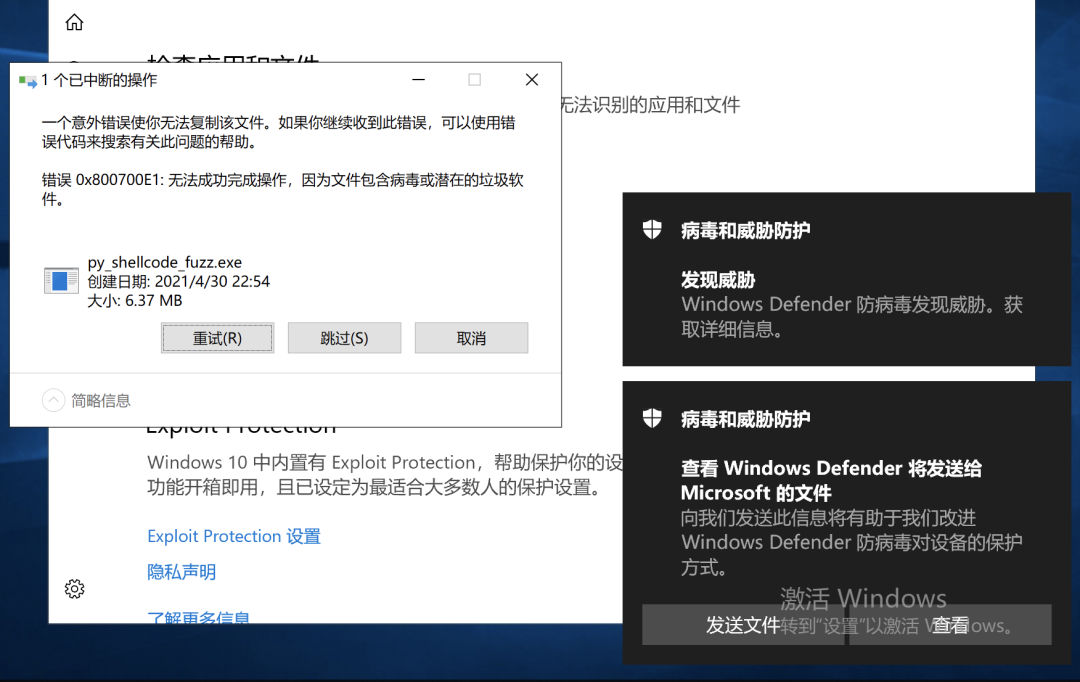 检查应用和文件
1 个已中断的操作
无法识别的应用和文件
一个意外错误使你无法复制该文件。如果你继续收到此错误，可以使用错
误代码来搜索有关此问题的帮助。
错误 0x800700E1: 无法成功完成操作，因为文件包含病毒或潜在的垃圾软
件。
py_shellcode_fuzz.exe
创建日期: 2021/4/30 22:54
大小: 6.37 MB
重试(R)
跳过(S)
取消
简略信息
Exploit Protection
Windows 10 中内置有 Exploit Protection，帮助保护你的设
功能开箱即用，且已设定为最适合大多数人的保护设置。
Exploit Protection 设置
隐私声明
了解更多信息
病毒和威胁防护
发现威胁
Windows Defender 防病毒发现威胁。获
取详细信息。
病毒和威胁防护
查看 Windows Defender 将发送给
Microsoft 的文件
向我们发送此信息将有助于我们改进
Windows Defender 防病毒对设备的保护
方式。
激活 Windows
发送文件
转到“设置”以激活 Windows。
查看